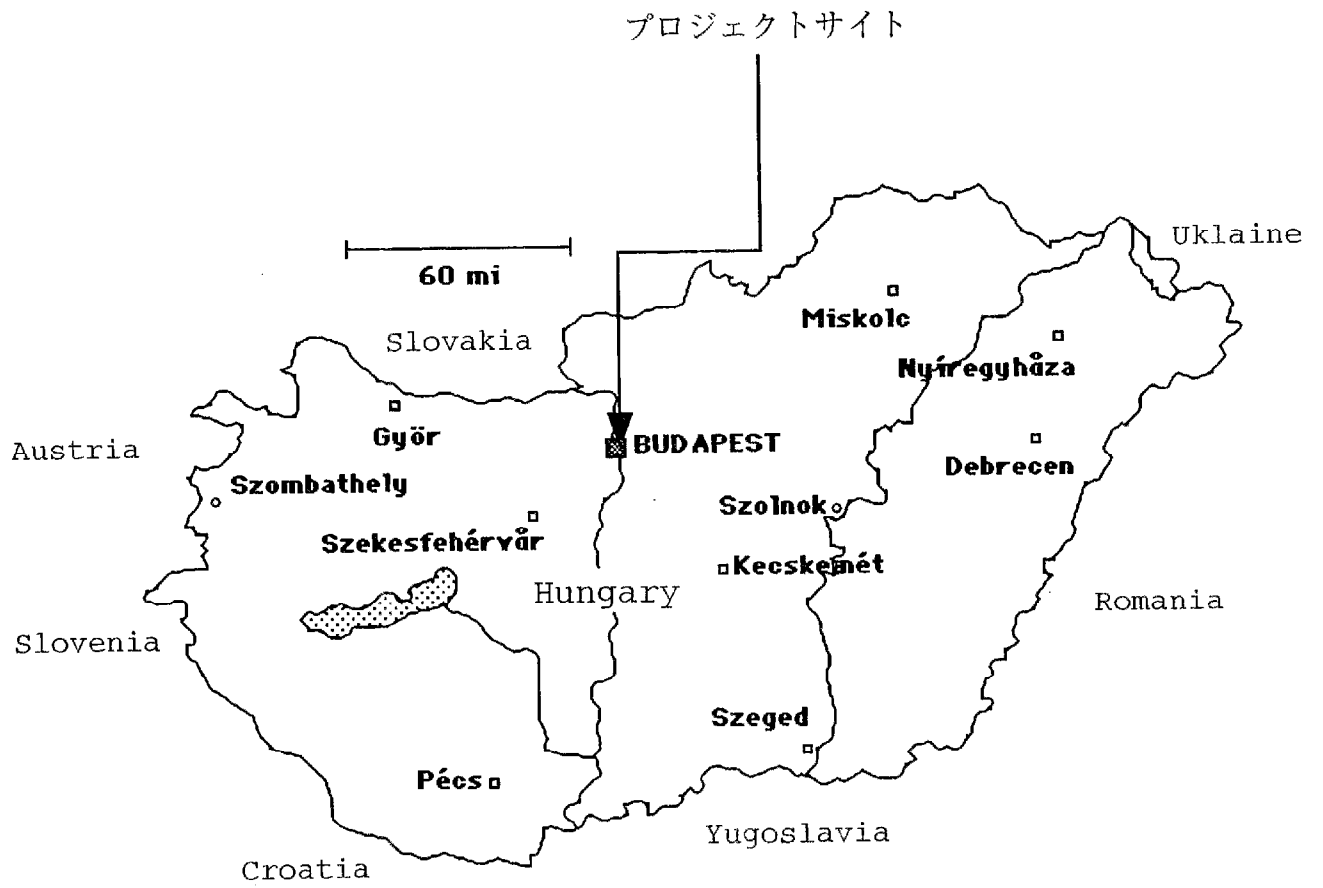 プロジェクトサイト
Uklaine
60 mi
Miskolc
Slovakia
Nyíregyhåza
Győr
Austria
BUDAPEST
Debrecen
Szombathely
Szolnok
Szekesfehérvår
Kecskemét
Hungary
Romania
Slovenia
Szeged
Pécs
Yugoslavia
Croatia